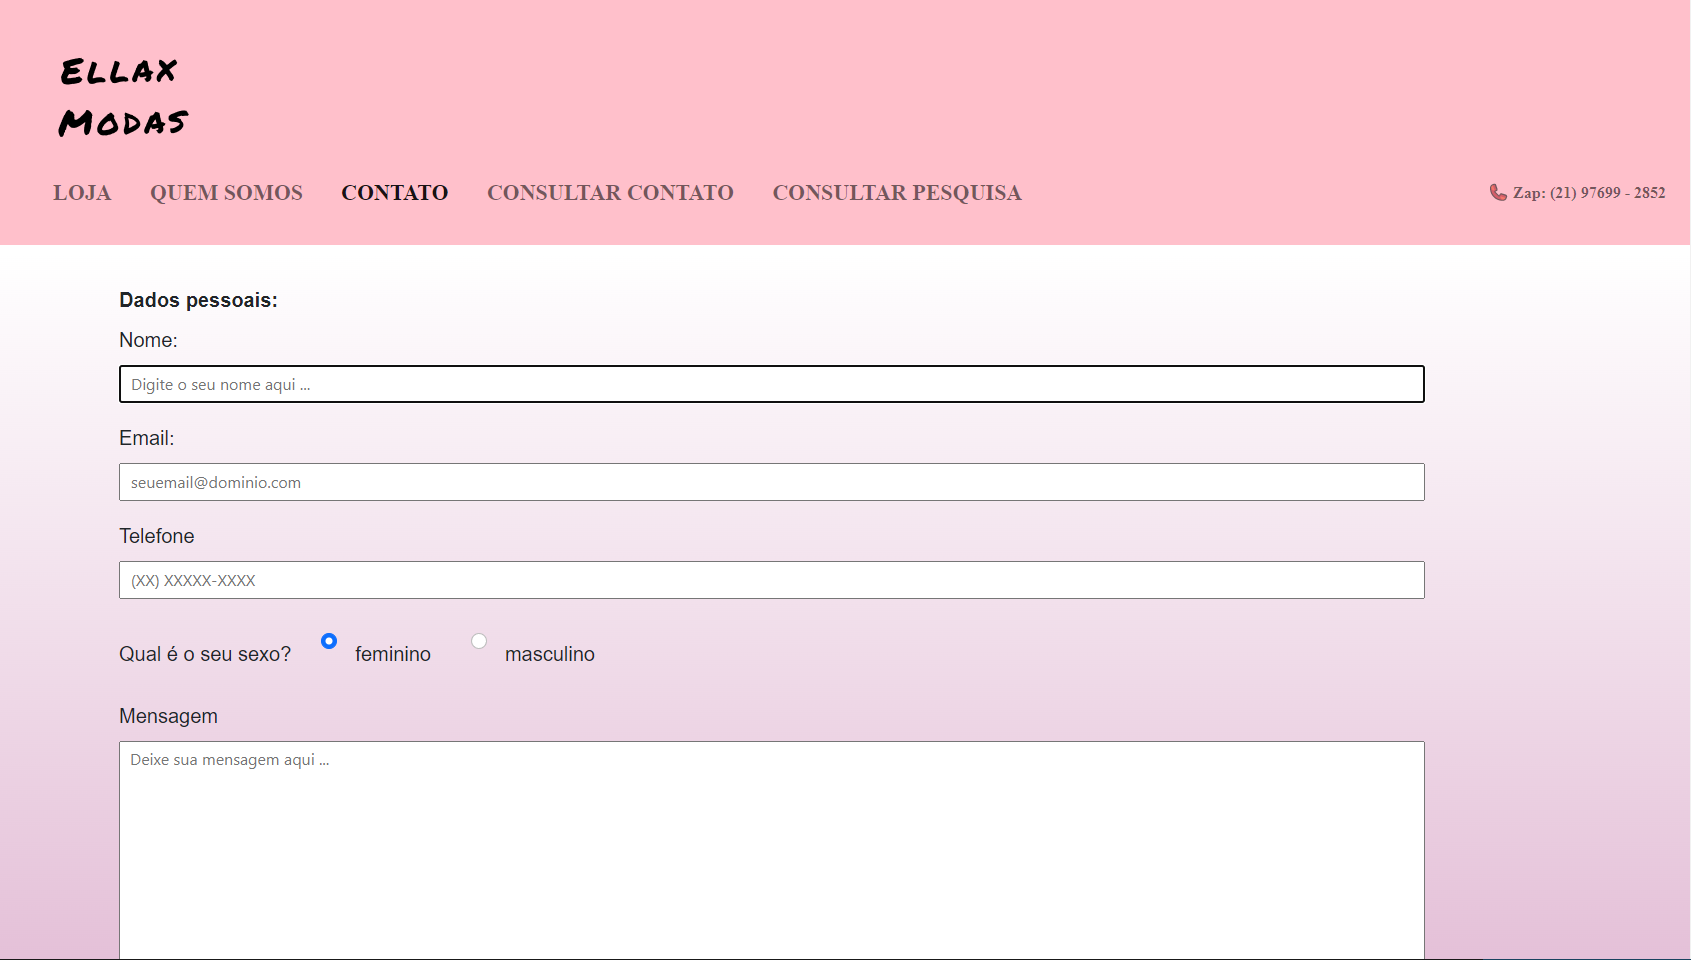 Ellax
Modas
LOJA QUEM SOMOS CONTATO CONSULTAR CONTATO CONSULTAR PESQUISA Zap: (21) 97699 - 2852
Dados pessoais:
Nome:
Digite o seu nome aqui ...
Email:
seuemail@dominio.com
Telefone
(XX) XXXXX-XXXX
Qual é o seu sexo? feminino masculino
Mensagem
Deixe sua mensagem aqui ...